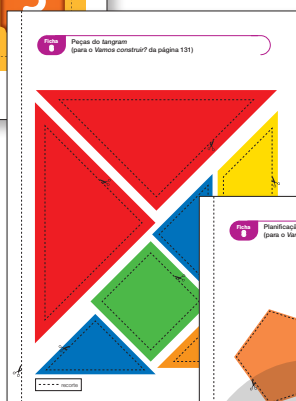 Ficha
8
Peças do tangram
(para o Vamos construir? da página 131)
Ficha
Planificaçã
(para o Va
recorte